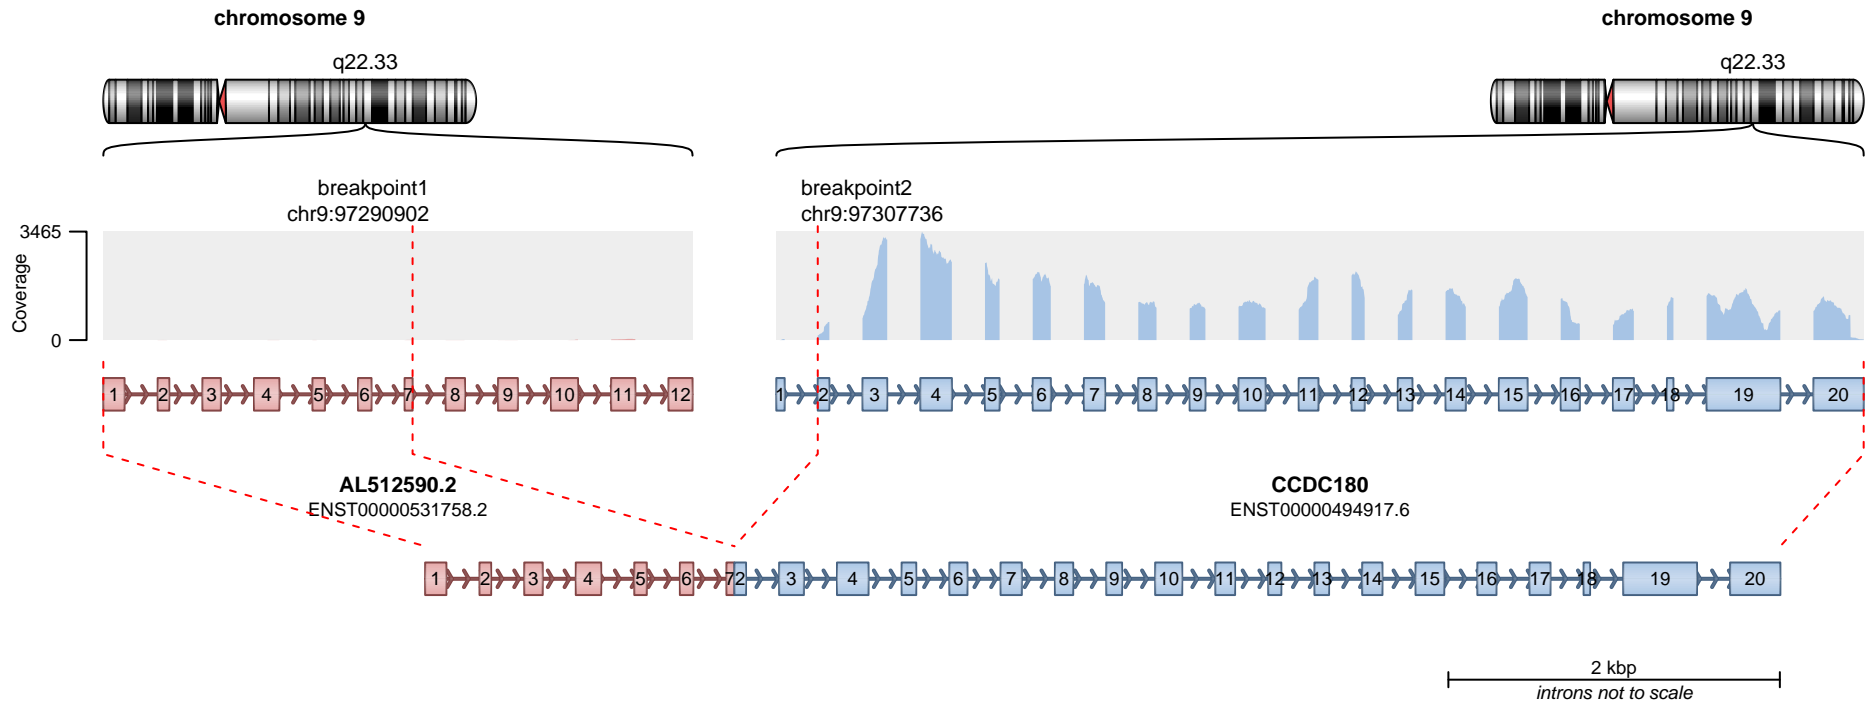 chromosome 9
chromosome 9
q22.33
q22.33
breakpoint1
chr9:97290902
breakpoint2
chr9:97307736
3465
Coverage
0
1 2 3 4 5 6 7 8 9 10 11 12
1 2 3 4 5 6 7 8 9 10 11 12 13 14 15 16 17 18 19 20
AL512590.2
ENST00000531758.2
CCDC180
ENST00000494917.6
1 2 3 4 5 6 7 2 3 4 5 6 7 8 9 10 11 12 13 14 15 16 17 18 19 20
2 kbp
introns not to scale